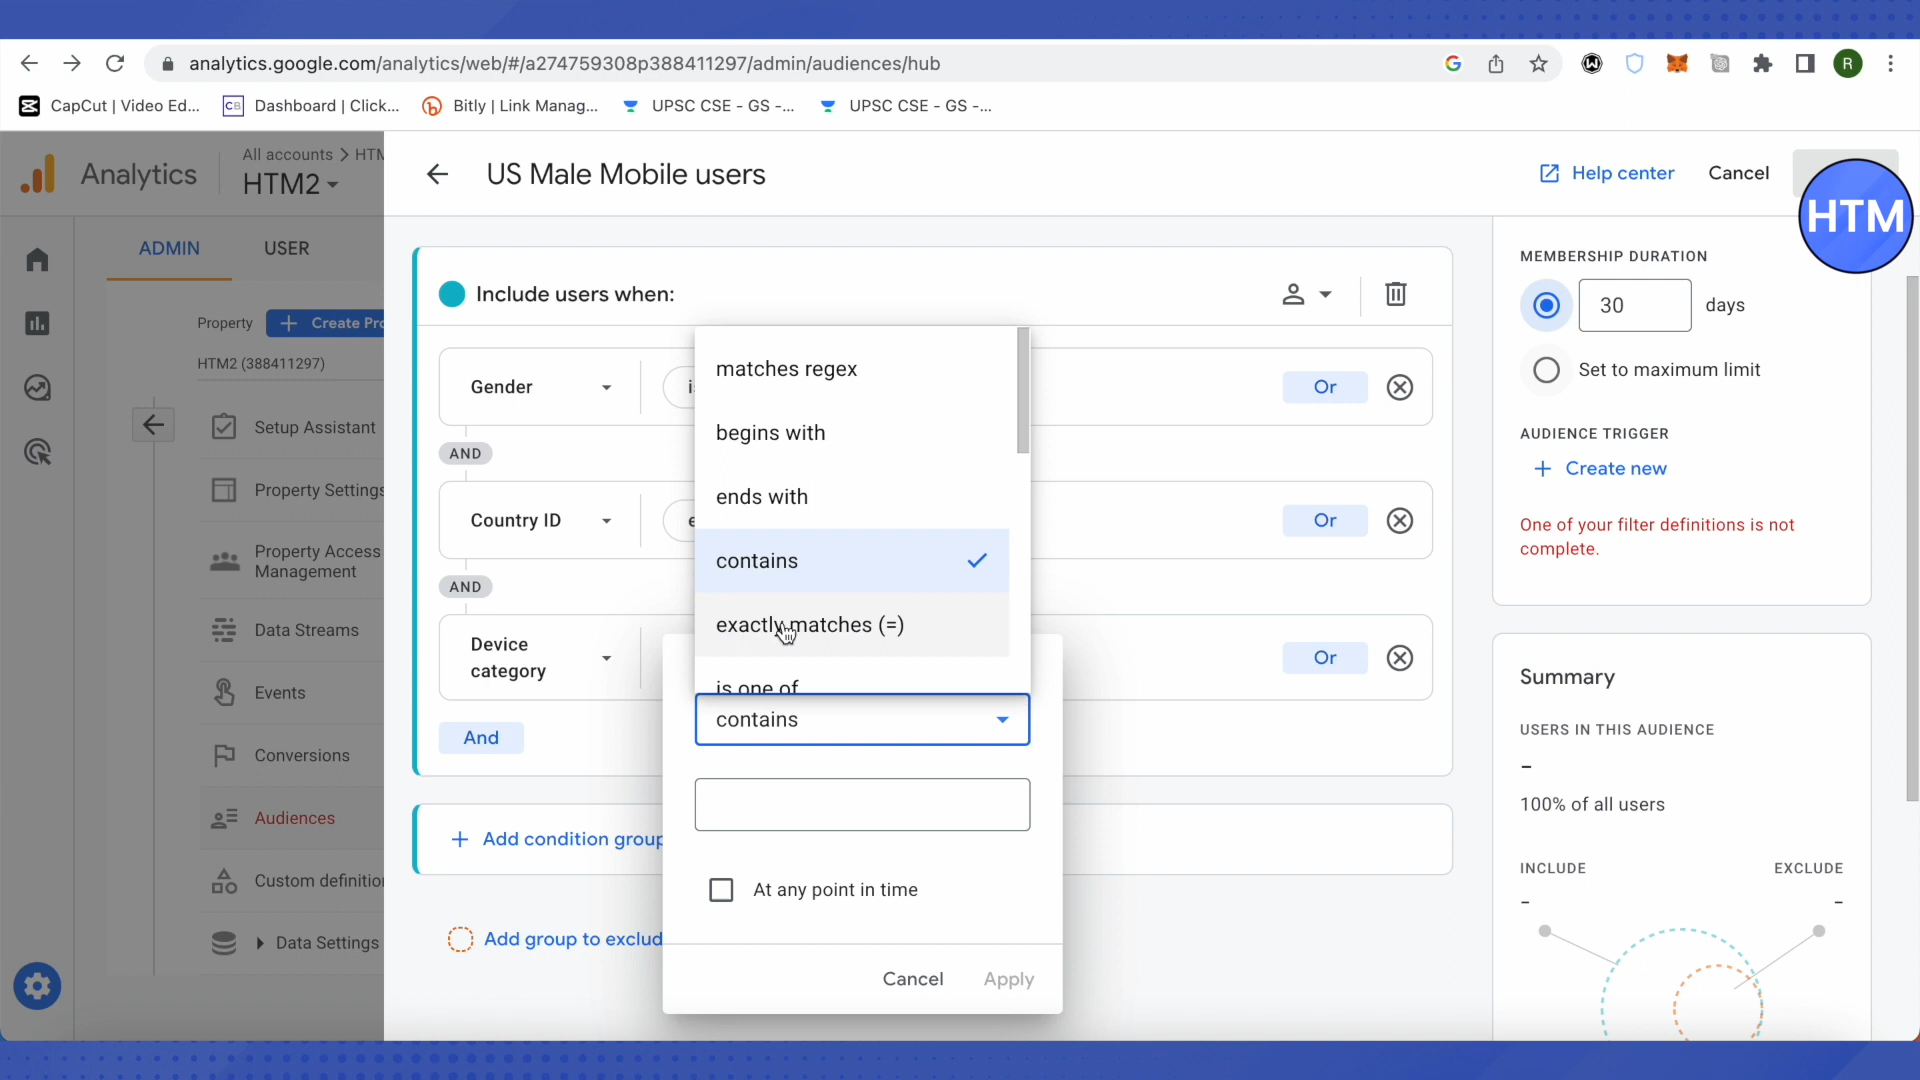 analytics.google.com/analytics/web/#/a274759308p388411297/admin/audiences/hub
R
CapCut | Video Ed...
CB
Dashboard | Click...
Bitly | Link Manag...
UPSC CSE - GS -...
UPSC CSE - GS -...
Analytics
All accounts > HTM
HTM2
US Male Mobile users
Help center
Cancel
HTM
ADMIN
USER
Property
Create Pro
HTM2 (388411297)
Setup Assistant
Property Settings
Property Access
Management
Data Streams
Events
Conversions
Audiences
Custom definition
Data Settings
Include users when:
Gender
Or
AND
Country ID
Or
AND
Device
category
Or
And
Add condition group
Add group to exclud
matches regex
begins with
ends with
contains
exactly matches (=)
is one of
contains
At any point in time
Cancel
Apply
MEMBERSHIP DURATION
30
days
Set to maximum limit
AUDIENCE TRIGGER
Create new
One of your filter definitions is not
complete.
Summary
USERS IN THIS AUDIENCE
-
100% of all users
INCLUDE
EXCLUDE
-
-